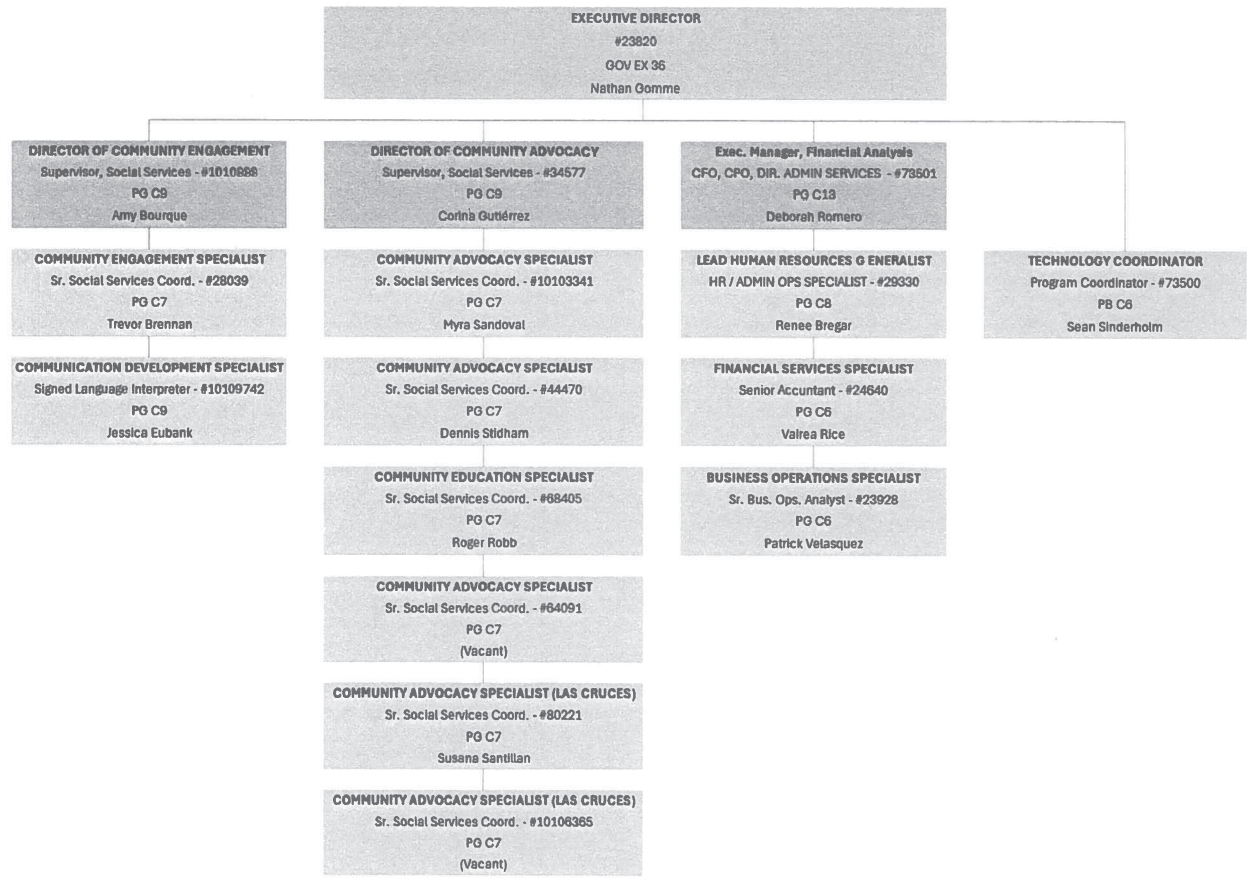 EXECUTIVE DIRECTOR
#23820
GOV EX 36
Nathan Gomme
DIRECTOR OF COMMUNITY ENGAGEMENT
Supervisor, Social Services - #1010988
PG C9
Amy Bourque
DIRECTOR OF COMMUNITY ADVOCACY
Supervisor, Social Services - #34577
PG C9
Corina Gutiérrez
Exec. Manager, Financial Analysis
CFO, CPO, DIR. ADMIN SERVICES - #73501
PG C13
Deborah Romero
COMMUNITY ENGAGEMENT SPECIALIST
Sr. Social Services Coord. - #28039
PG C7
Trevor Brennan
COMMUNITY ADVOCACY SPECIALIST
Sr. Social Services Coord. - #10103341
PG C7
Myra Sandoval
LEAD HUMAN RESOURCES G ENERALIST
HR / ADMIN OPS SPECIALIST - #29330
PG C8
Renee Bregar
TECHNOLOGY COORDINATOR
Program Coordinator - #73500
PB C6
Sean Sinderholm
COMMUNICATION DEVELOPMENT SPECIALIST
Signed Language Interpreter - #10109742
PG C9
Jessica Eubank
COMMUNITY ADVOCACY SPECIALIST
Sr. Social Services Coord. - #44470
PG C7
Dennis Stidham
FINANCIAL SERVICES SPECIALIST
Senior Accuntant - #24640
PG C6
Valrea Rice
COMMUNITY EDUCATION SPECIALIST
Sr. Social Services Coord. - #68405
PG C7
Roger Robb
BUSINESS OPERATIONS SPECIALIST
Sr. Bus. Ops. Analyst - #23928
PG C6
Patrick Velasquez
COMMUNITY ADVOCACY SPECIALIST
Sr. Social Services Coord. - #64091
PG C7
(Vacant)
COMMUNITY ADVOCACY SPECIALIST (LAS CRUCES)
Sr. Social Services Coord. - #80221
PG C7
Susana Santillan
COMMUNITY ADVOCACY SPECIALIST (LAS CRUCES)
Sr. Social Services Coord. - #10106365
PG C7
(Vacant)